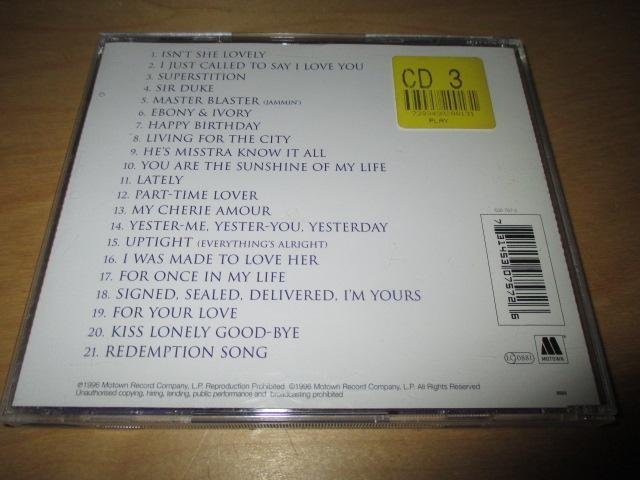 1. ISN'T SHE LOVELY
2. I JUST CALLED TO SAY I LOVE YOU
3. SUPERSTITION
4. SIR DUKE
5. MASTER BLASTER (JAMMIN')
6. EBONY & IVORY
7. HAPPY BIRTHDAY
8. LIVING FOR THE CITY
9. HE'S MISSTRA KNOW IT ALL
10. YOU ARE THE SUNSHINE OF MY LIFE
11. LATELY
12. PART-TIME LOVER
13. MY CHERIE AMOUR
14. YESTER-ME, YESTER-YOU, YESTERDAY
15. UPTIGHT (EVERYTHING'S ALRIGHT)
16. I WAS MADE TO LOVE HER
17. FOR ONCE IN MY LIFE
18. SIGNED, SEALED, DELIVERED, I'M YOURS
19. FOR YOUR LOVE
20. KISS LONELY GOOD-BYE
21. REDEMPTION SONG
CD 3
PLAY
7 31453 07572 6
LC 0881
M
MOTOWN
℗1996 Motown Record Company, L.P. Reproduction Prohibited. ©1996 Motown Record Company, L.P. All Rights Reserved
Unauthorised copying, hiring, lending, public performance and broadcasting prohibited